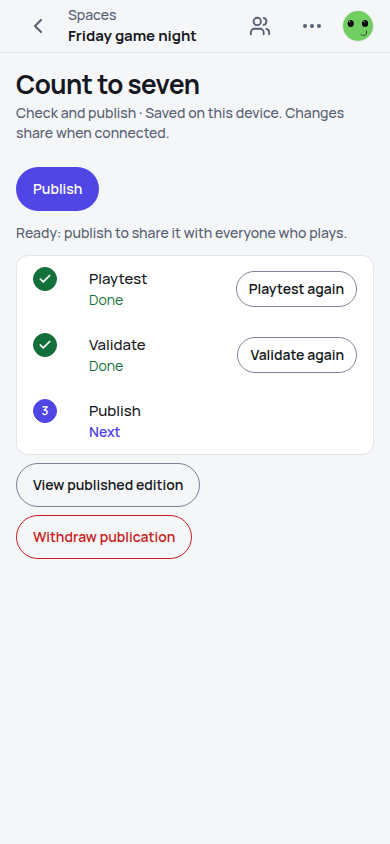 Spaces
Friday game night
Count to seven
Check and publish · Saved on this device. Changes
share when connected.
Publish
Ready: publish to share it with everyone who plays.
Playtest
Done
Playtest again
Validate
Done
Validate again
3
Publish
Next
View published edition
Withdraw publication